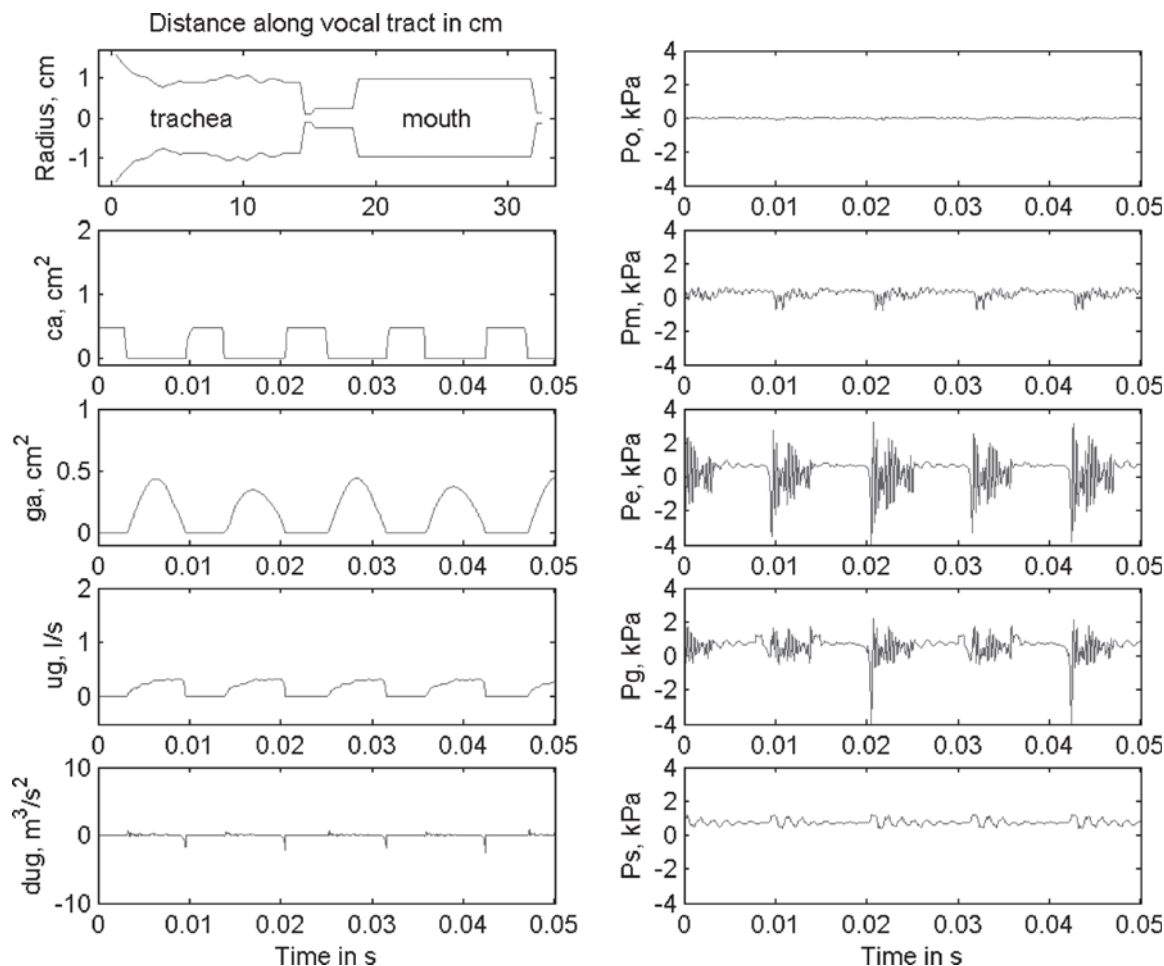 Distance along vocal tract in cm
Radius, cm
1
0
-1
trachea
mouth
0 10 20 30
ca, cm²
2
1
0
0 0.01 0.02 0.03 0.04 0.05
ga, cm²
1
0.5
0
0 0.01 0.02 0.03 0.04 0.05
ug, l/s
2
1
0
0 0.01 0.02 0.03 0.04 0.05
dug, m³/s²
10
0
-10
0 0.01 0.02 0.03 0.04 0.05
Time in s
Po, kPa
4
2
0
-2
-4
0 0.01 0.02 0.03 0.04 0.05
Pm, kPa
4
2
0
-2
-4
0 0.01 0.02 0.03 0.04 0.05
Pe, kPa
4
2
0
-2
-4
0 0.01 0.02 0.03 0.04 0.05
Pg, kPa
4
2
0
-2
-4
0 0.01 0.02 0.03 0.04 0.05
Ps, kPa
4
2
0
-2
-4
0 0.01 0.02 0.03 0.04 0.05
Time in s